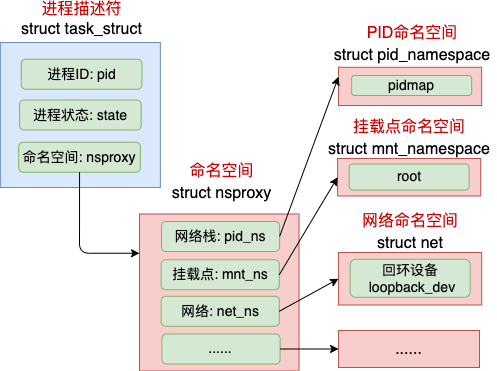 进程描述符
struct task_struct
进程ID: pid
进程状态: state
命名空间: nsproxy
命名空间
struct nsproxy
网络栈: pid_ns
挂载点: mnt_ns
网络: net_ns
......
PID命名空间
struct pid_namespace
pidmap
挂载点命名空间
struct mnt_namespace
root
网络命名空间
struct net
回环设备
loopback_dev
......